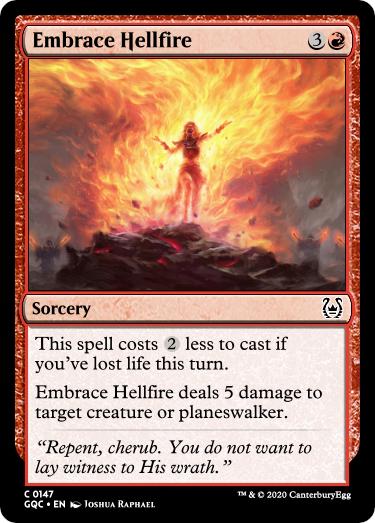 Embrace Hellfire 3
Sorcery
This spell costs 2 less to cast if
you've lost life this turn.
Embrace Hellfire deals 5 damage to
target creature or planeswalker.
“Repent, cherub. You do not want to
lay witness to His wrath.”
C 0147
GQC • EN Joshua Raphael
™ & © 2020 CanterburyEgg